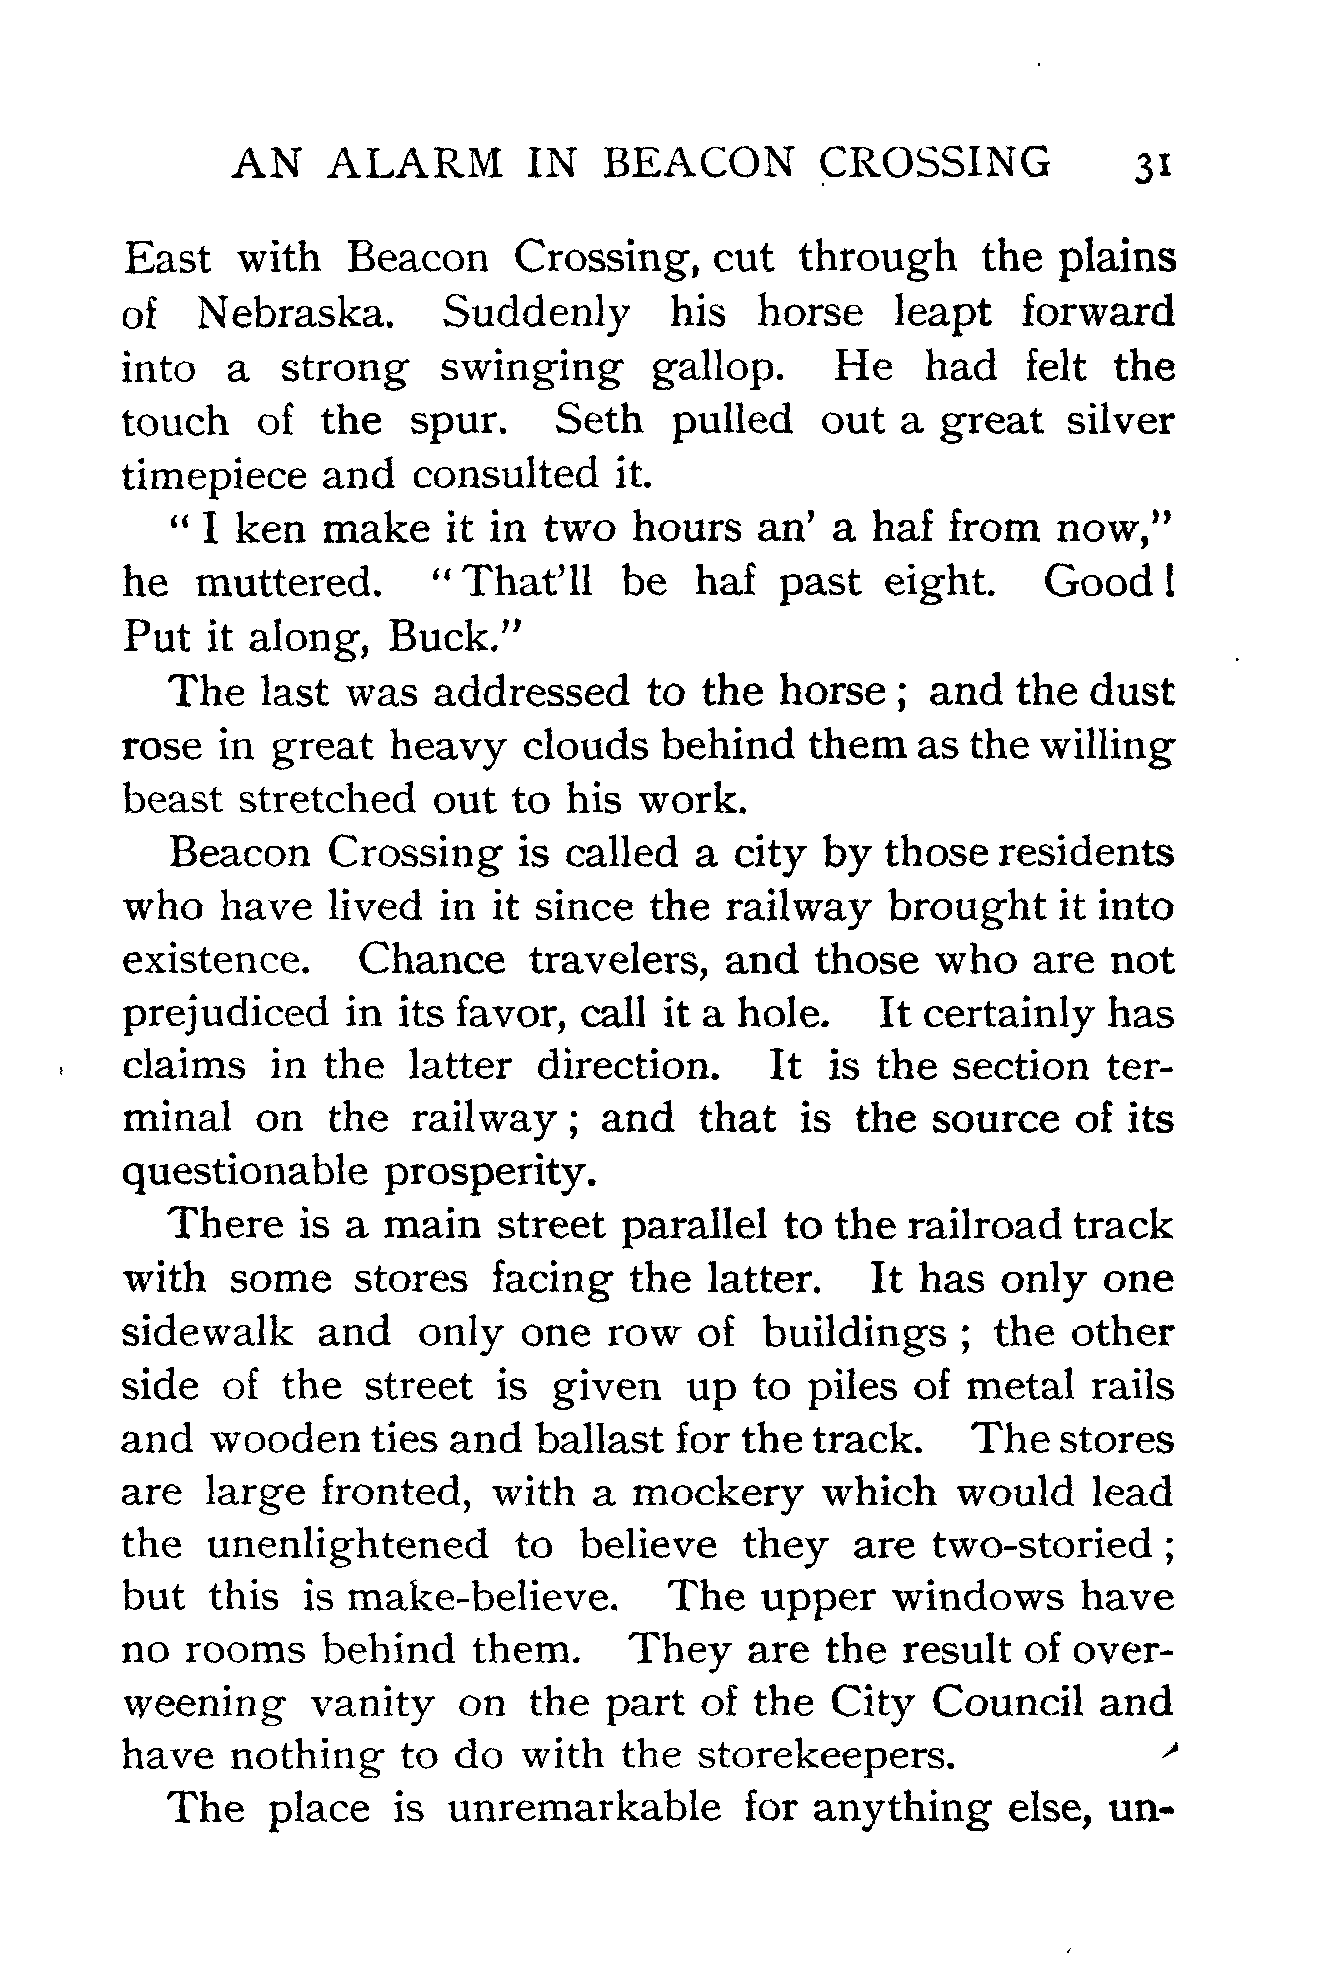 AN ALARM IN BEACON CROSSING 31
East with Beacon Crossing, cut through the plains
of Nebraska. Suddenly his horse leapt forward
into a strong swinging gallop. He had felt the
touch of the spur. Seth pulled out a great silver
timepiece and consulted it.
“ I ken make it in two hours an’ a haf from now,”
he muttered. “ That’ll be haf past eight. Good !
Put it along, Buck.”
The last was addressed to the horse ; and the dust
rose in great heavy clouds behind them as the willing
beast stretched out to his work.
Beacon Crossing is called a city by those residents
who have lived in it since the railway brought it into
existence. Chance travelers, and those who are not
prejudiced in its favor, call it a hole. It certainly has
claims in the latter direction. It is the section ter-
minal on the railway ; and that is the source of its
questionable prosperity.
There is a main street parallel to the railroad track
with some stores facing the latter. It has only one
sidewalk and only one row of buildings ; the other
side of the street is given up to piles of metal rails
and wooden ties and ballast for the track. The stores
are large fronted, with a mockery which would lead
the unenlightened to believe they are two-storied ;
but this is make-believe. The upper windows have
no rooms behind them. They are the result of over-
weening vanity on the part of the City Council and
have nothing to do with the storekeepers.
The place is unremarkable for anything else, un-